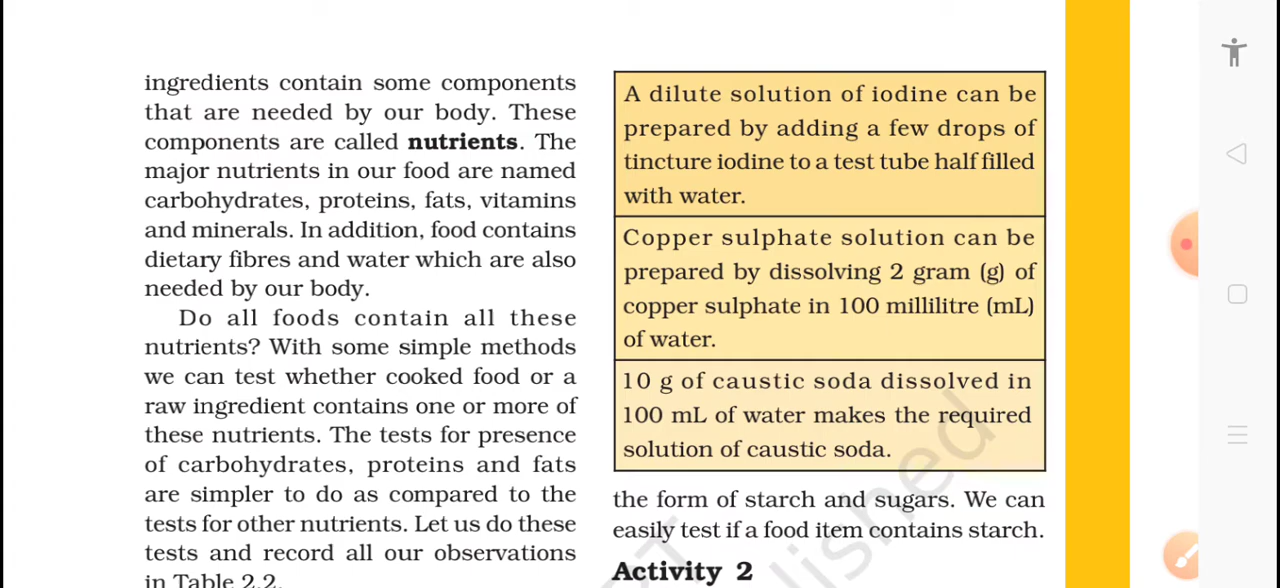 ingredients contain some components
that are needed by our body. These
components are called nutrients. The
major nutrients in our food are named
carbohydrates, proteins, fats, vitamins
and minerals. In addition, food contains
dietary fibres and water which are also
needed by our body.
Do all foods contain all these
nutrients? With some simple methods
we can test whether cooked food or a
raw ingredient contains one or more of
these nutrients. The tests for presence
of carbohydrates, proteins and fats
are simpler to do as compared to the
tests for other nutrients. Let us do these
tests and record all our observations
in Table 2.2.
A dilute solution of iodine can be
prepared by adding a few drops of
tincture iodine to a test tube half filled
with water.
Copper sulphate solution can be
prepared by dissolving 2 gram (g) of
copper sulphate in 100 millilitre (mL)
of water.
10 g of caustic soda dissolved in
100 mL of water makes the required
solution of caustic soda.
the form of starch and sugars. We can
easily test if a food item contains starch.
Activity 2